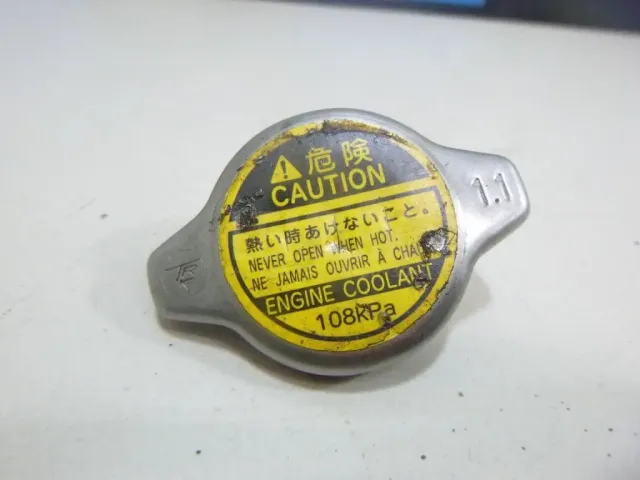 危険
CAUTION
熱い時あけないこと。
NEVER OPEN WHEN HOT.
NE JAMAIS OUVRIR À
ENGINE COOLANT
108kPa
1.1